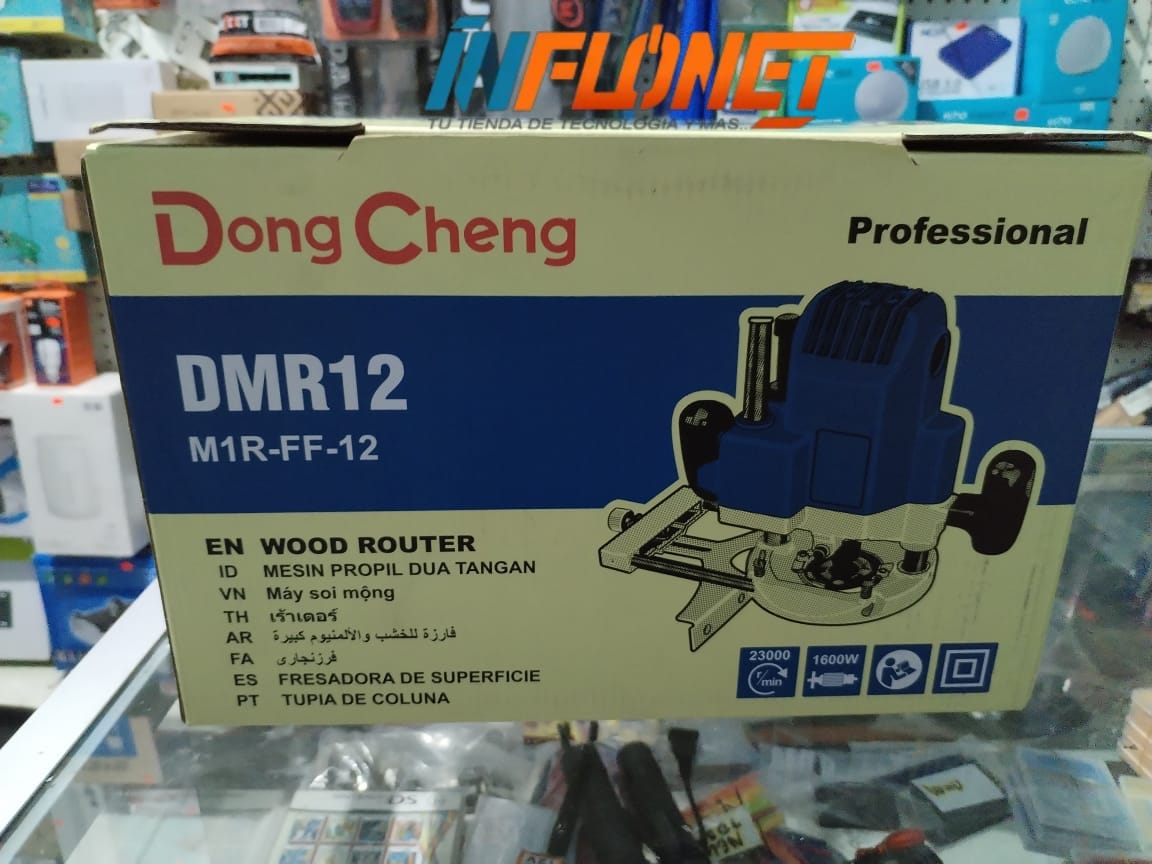 INFLONET
TU TIENDA DE TECNOLOGIA Y MAS...
Dong Cheng
Professional
DMR12
M1R-FF-12
EN WOOD ROUTER
ID MESIN PROPIL DUA TANGAN
VN Máy soi mộng
TH เร้าเตอร์
AR فارزة للخشب والألمنيوم كبيرة
FA فرزنجاری
ES FRESADORA DE SUPERFICIE
PT TUPIA DE COLUNA
23000
r/min
1600W
DS